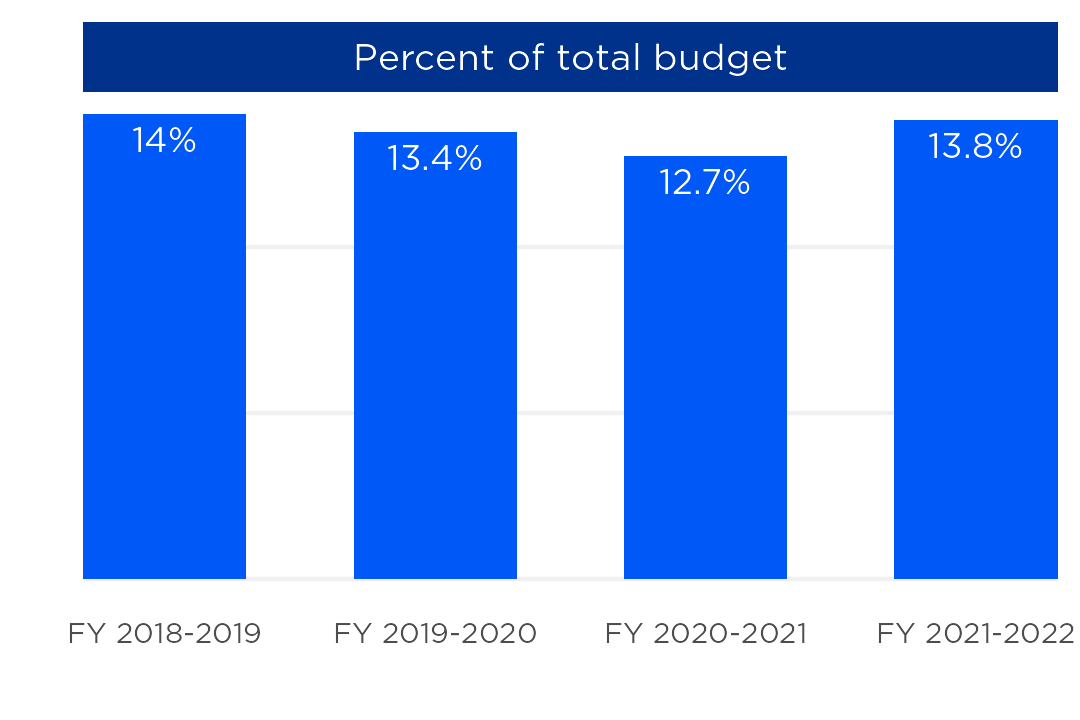 Percent of total budget
14%
13.4%
12.7%
13.8%
FY 2018-2019
FY 2019-2020
FY 2020-2021
FY 2021-2022